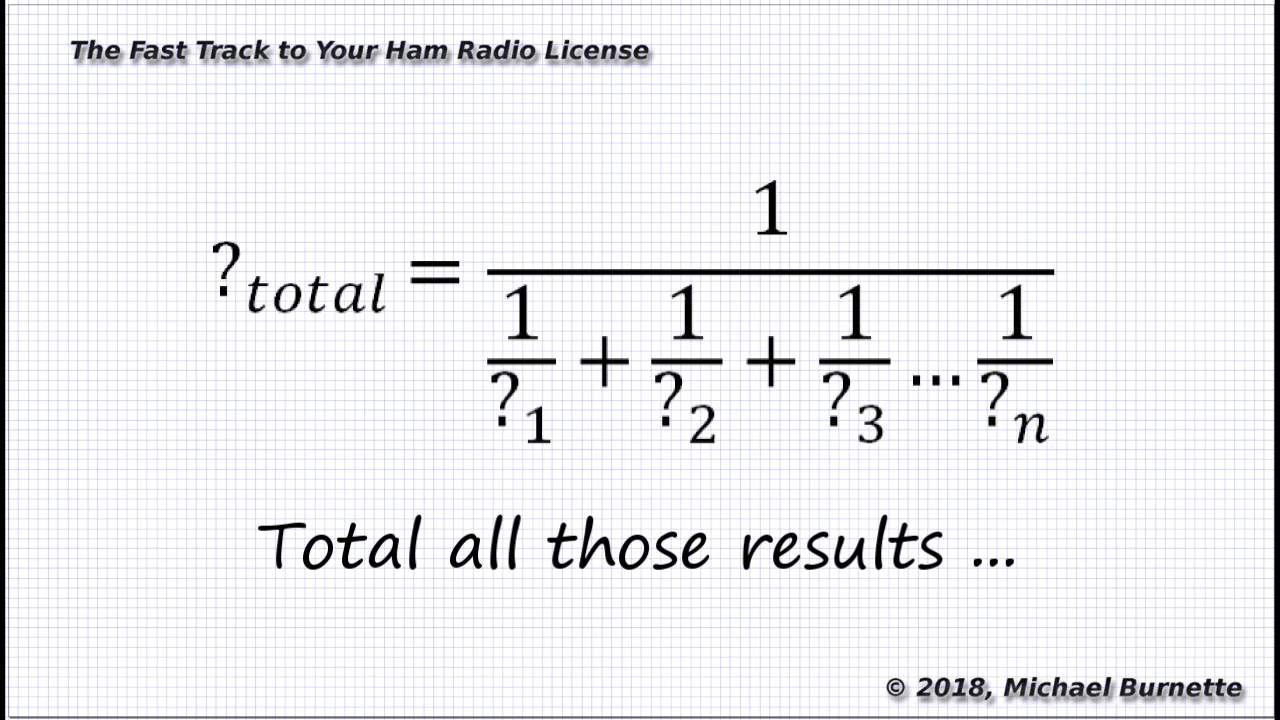 The Fast Track to Your Ham Radio License
?total = 1
1/?1 + 1/?2 + 1/?3 ... 1/?n
Total all those results ...
© 2018, Michael Burnette